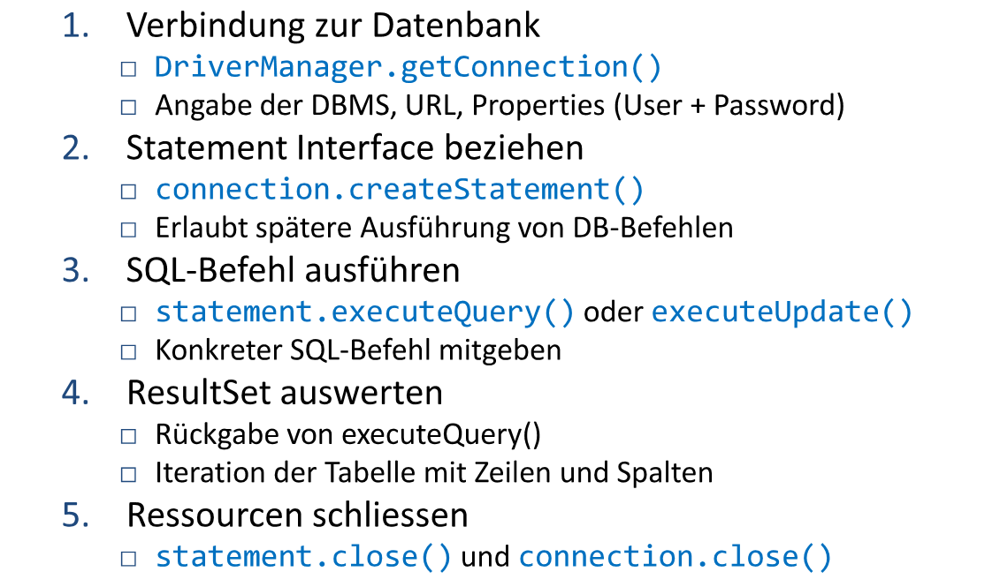 1. Verbindung zur Datenbank
□ DriverManager.getConnection()
□ Angabe der DBMS, URL, Properties (User + Password)
2. Statement Interface beziehen
□ connection.createStatement()
□ Erlaubt spätere Ausführung von DB-Befehlen
3. SQL-Befehl ausführen
□ statement.executeQuery() oder executeUpdate()
□ Konkreter SQL-Befehl mitgeben
4. ResultSet auswerten
□ Rückgabe von executeQuery()
□ Iteration der Tabelle mit Zeilen und Spalten
5. Ressourcen schliessen
□ statement.close() und connection.close()